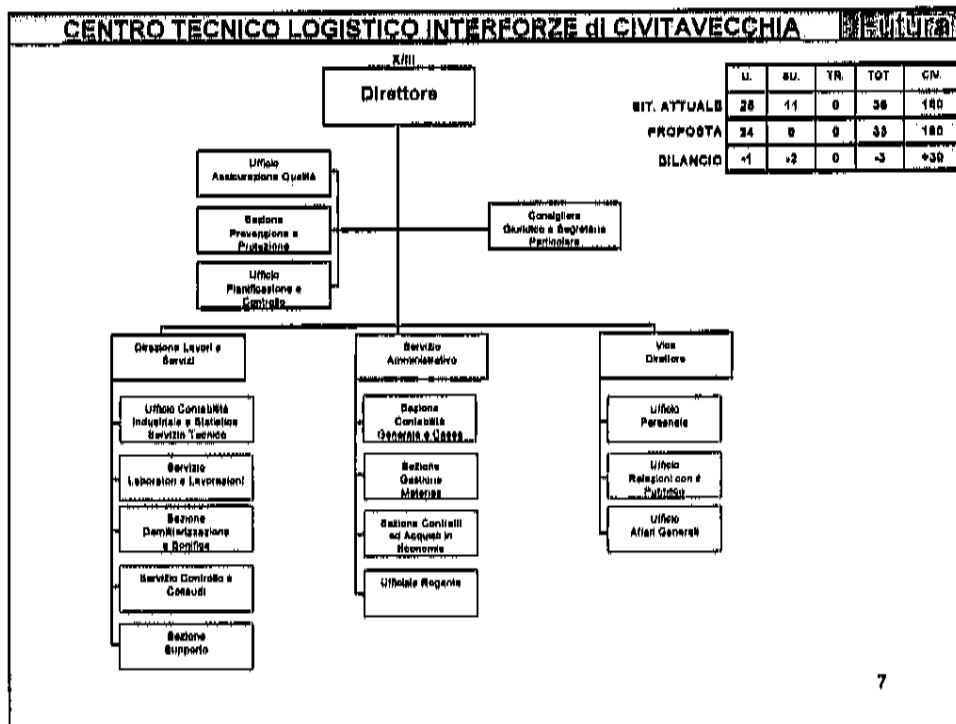 CENTRO TECNICO LOGISTICO INTERFORZE di CIVITAVECCHIA
X/III
Direttore
U. SU. TR. TOT CIV.
SIT. ATTUALE 25 11 0 36
PROPOSTA 24 9 0 33 180
BILANCIO -1 -2 0 -3 +30
Ufficio
Assicurazione Qualità
Sezione
Prevenzione e
Protezione
Ufficio
Pianificazione e
Controllo
Consigliere
Giuridico e Segreteria
Particolare
Direzione Lavori e
Servizi
Servizio
Amministrativo
Vice
Direttore
Ufficio Contabilità
Industriale e Statistica
Servizio Tecnico
Servizio
Laboratori e Lavorazioni
Sezione
Demilitarizzazione
e Bonifica
Servizio Controllo e
Collaudi
Sezione
Supporto
Sezione
Contabilità
Generale e Cassa
Sezione
Gestione
Materiali
Sezione Contratti
ed Acquisti in
Economia
Ufficiale Rogante
Ufficio
Personale
Ufficio
Relazioni con il
Pubblico
Ufficio
Affari Generali
7